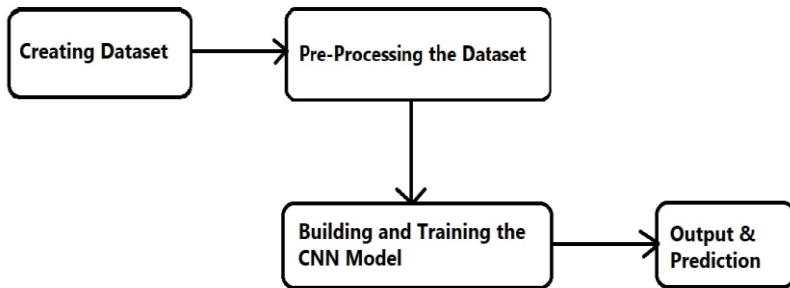 Creating Dataset
Pre-Processing the Dataset
Building and Training the
CNN Model
Output &
Prediction